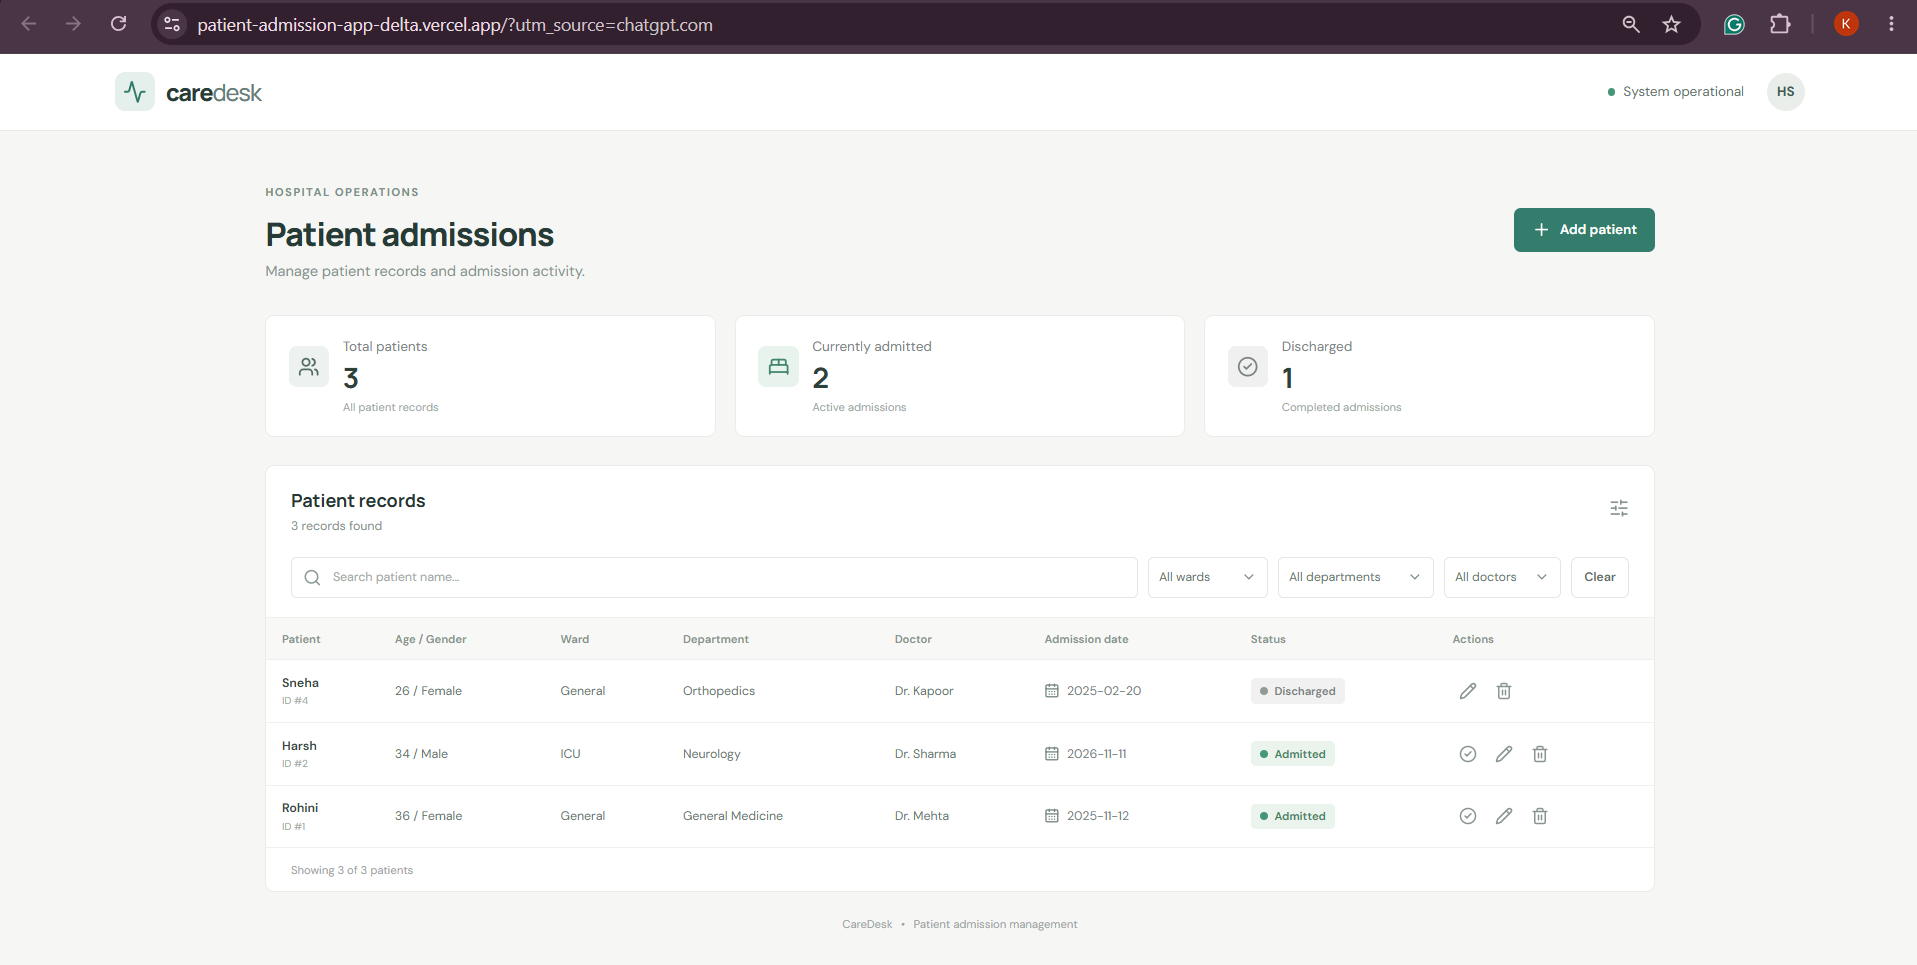 patient-admission-app-delta.vercel.app/?utm_source=chatgpt.com
K
caredesk
System operational
HS
HOSPITAL OPERATIONS
Patient admissions
Manage patient records and admission activity.
Add patient
Total patients
3
All patient records
Currently admitted
2
Active admissions
Discharged
1
Completed admissions
Patient records
3 records found
Search patient name...
All wards
All departments
All doctors
Clear
Patient Age / Gender Ward Department Doctor Admission date Status Actions
Sneha
ID #4
26 / Female General Orthopedics Dr. Kapoor 2025-02-20 Discharged
Harsh
ID #2
34 / Male ICU Neurology Dr. Sharma 2026-11-11 Admitted
Rohini
ID #1
36 / Female General General Medicine Dr. Mehta 2025-11-12 Admitted
Showing 3 of 3 patients
CareDesk • Patient admission management